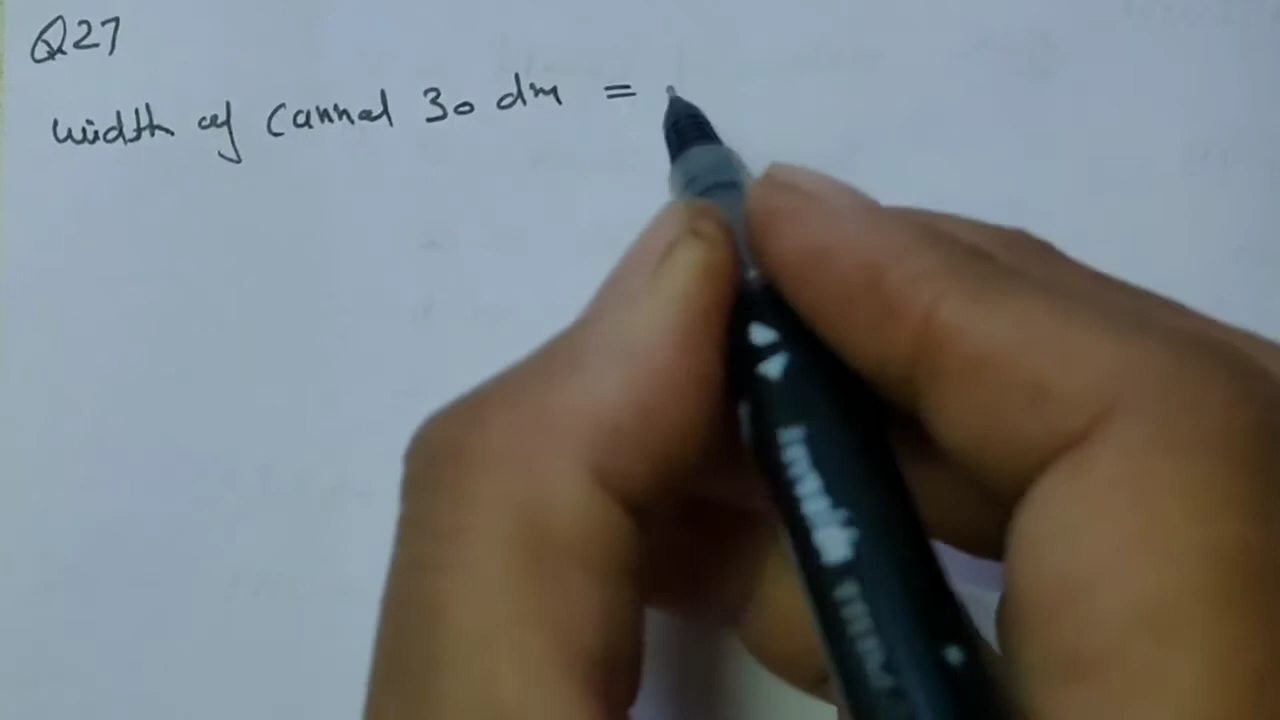 Q27
width of Cannal 30 dm =